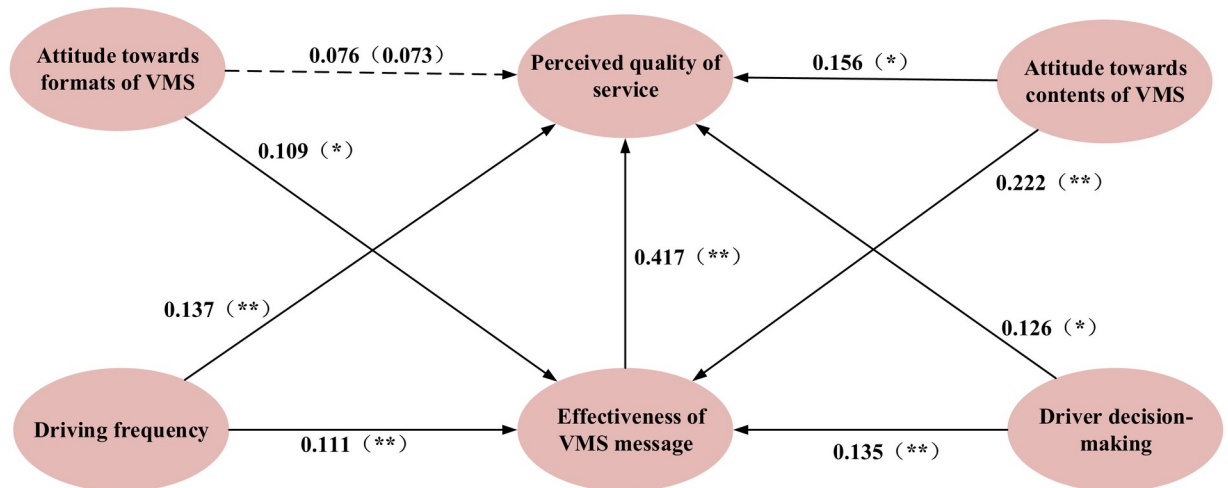 Attitude towards
formats of VMS
0.076（0.073）
Perceived quality of
service
0.156（*）
Attitude towards
contents of VMS
0.109（*）
0.222（**）
0.417（**）
0.137（**）
0.126（*）
Driving frequency
0.111（**）
Effectiveness of
VMS message
0.135（**）
Driver decision-
making